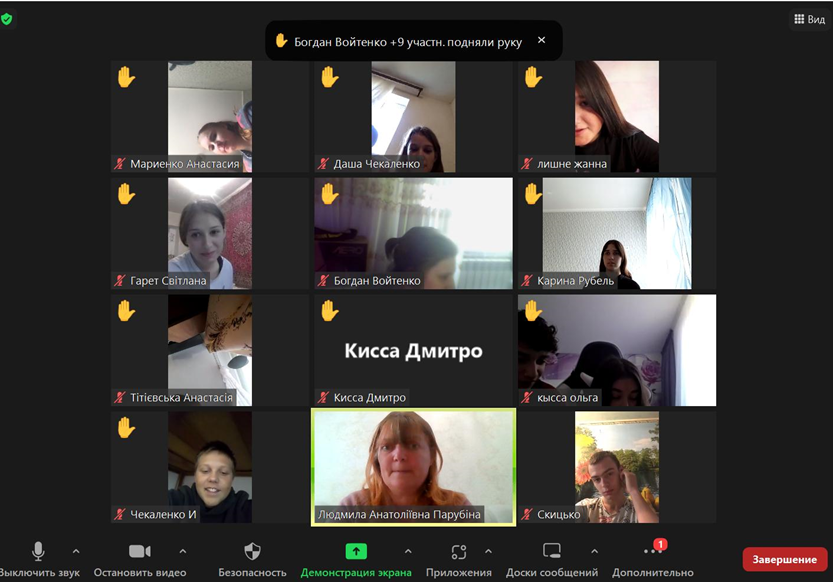 Вид
Богдан Войтенко +9 участн. подняли руку
Мариенко Анастасия
Даша Чекаленко
лишне жанна
Гарет Світлана
Богдан Войтенко
Карина Рубель
Тітієвська Анастасія
Кисса Дмитро
Кисса Дмитро
кысса ольга
Чекаленко И
Людмила Анатоліївна Парубіна
Скицько
1
Выключить звук
Остановить видео
Безопасность
Демонстрация экрана
Приложения
Доски сообщений
Дополнительно
Завершение